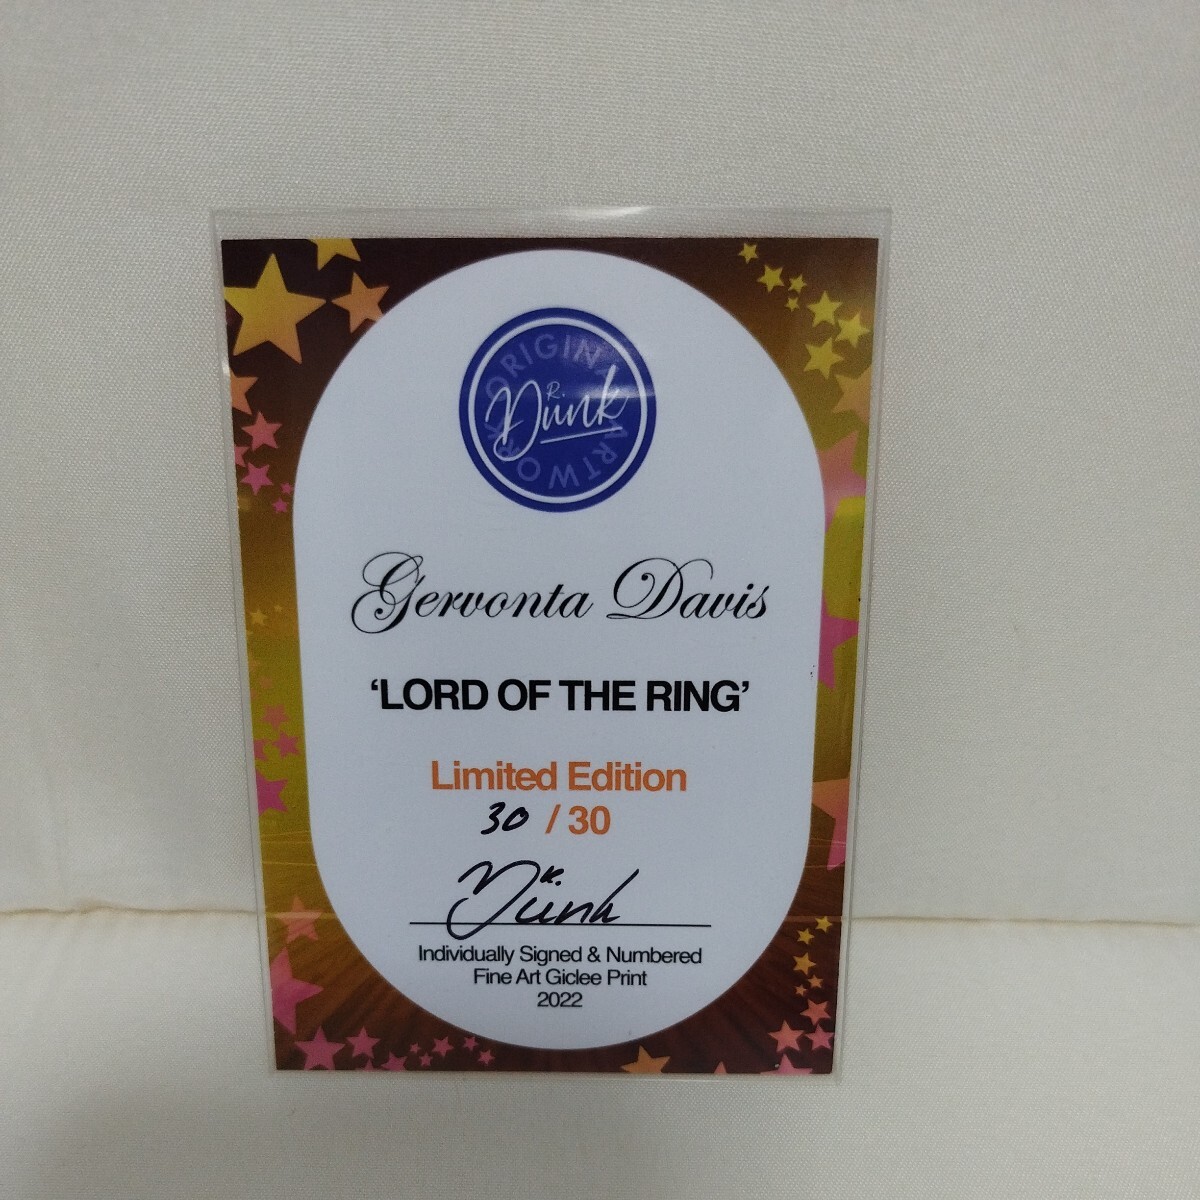 ORIGINAL ARTWORK
R.
Dünk
Gervonta Davis
‘LORD OF THE RING’
Limited Edition
30 / 30
R.
Dünk
Individually Signed & Numbered
Fine Art Giclee Print
2022